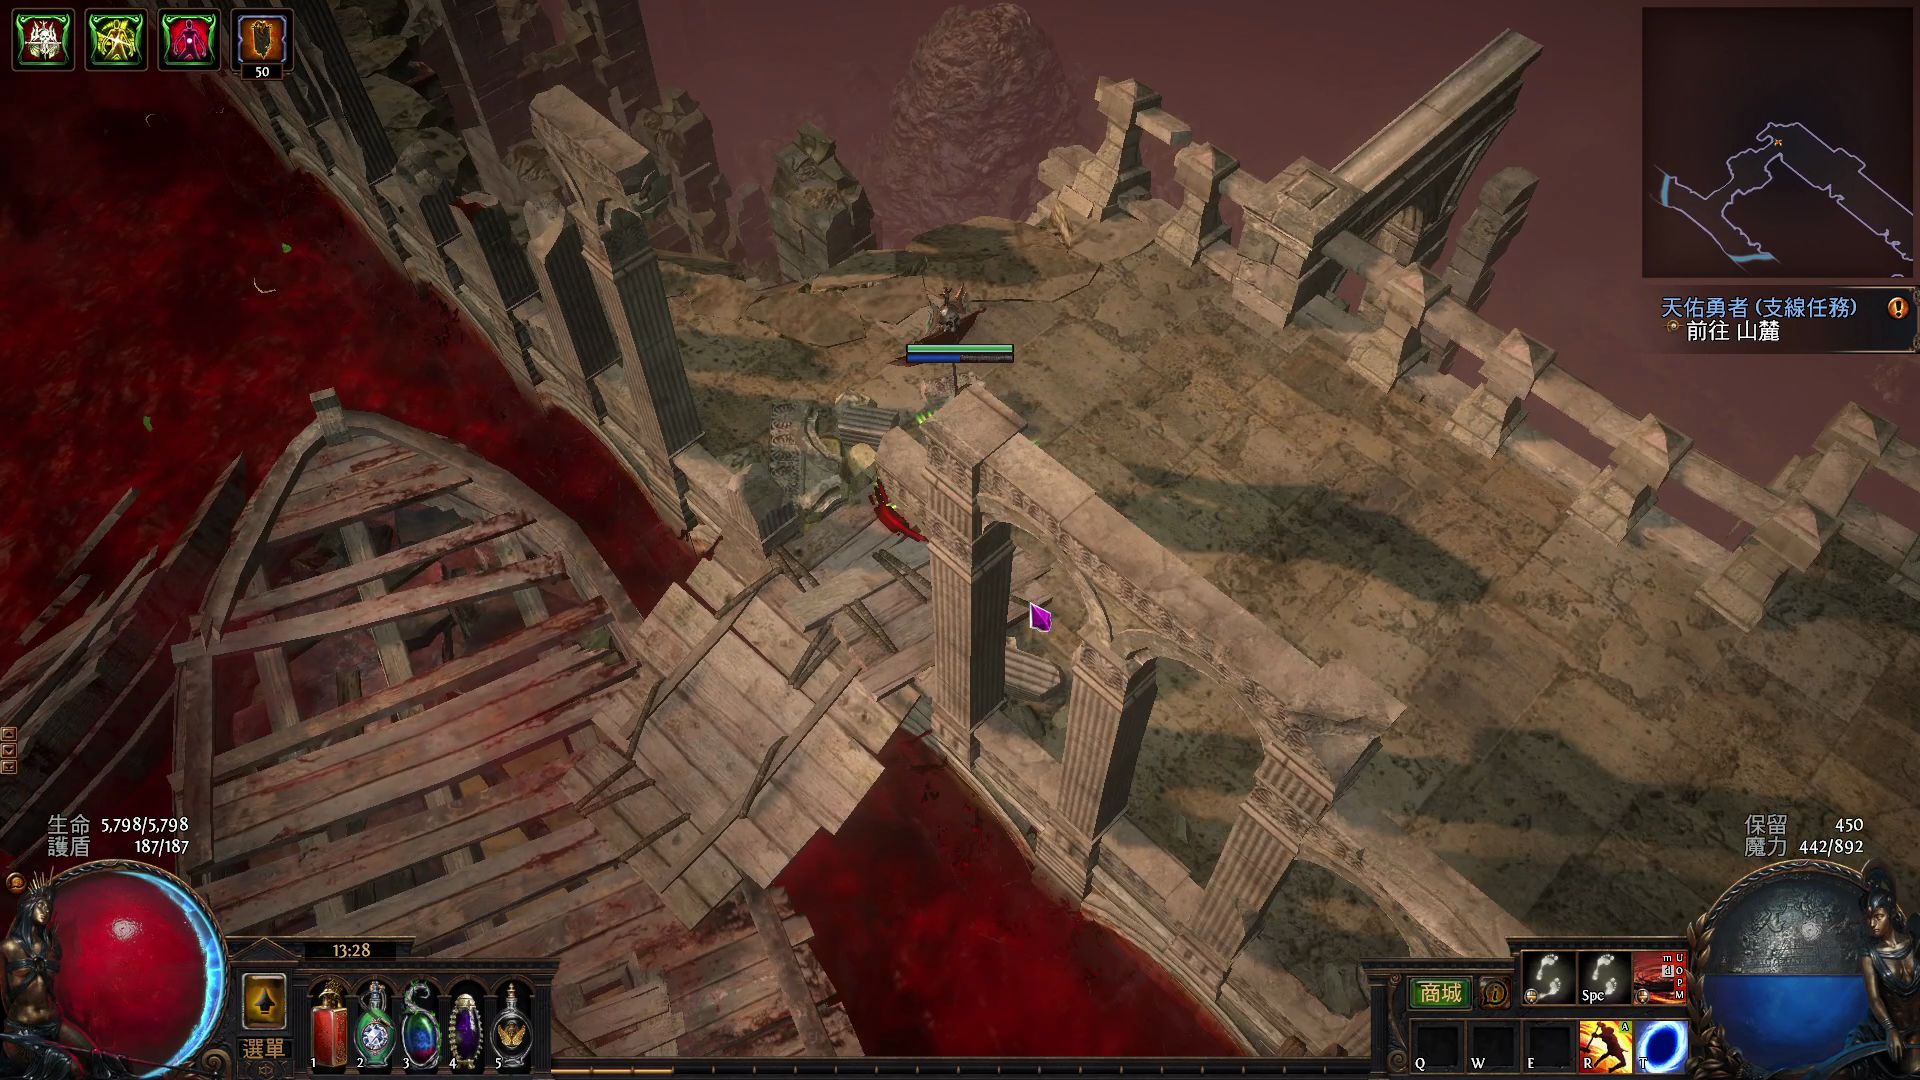 50
天佑勇者 (支線任務)
前往 山麓
生命 5,798/5,798
護盾 187/187
保留 450
魔力 442/892
13:28
選單
1 2 3 4 5
商城
Spc
m U
d O
P
M
Q W E R A T